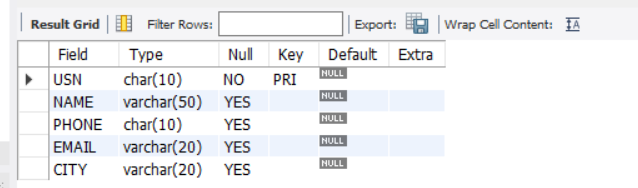 Result Grid Filter Rows: Export: Wrap Cell Content: IA
Field Type Null Key Default Extra
USN char(10) NO PRI NULL
NAME varchar(50) YES NULL
PHONE char(10) YES NULL
EMAIL varchar(20) YES NULL
CITY varchar(20) YES NULL